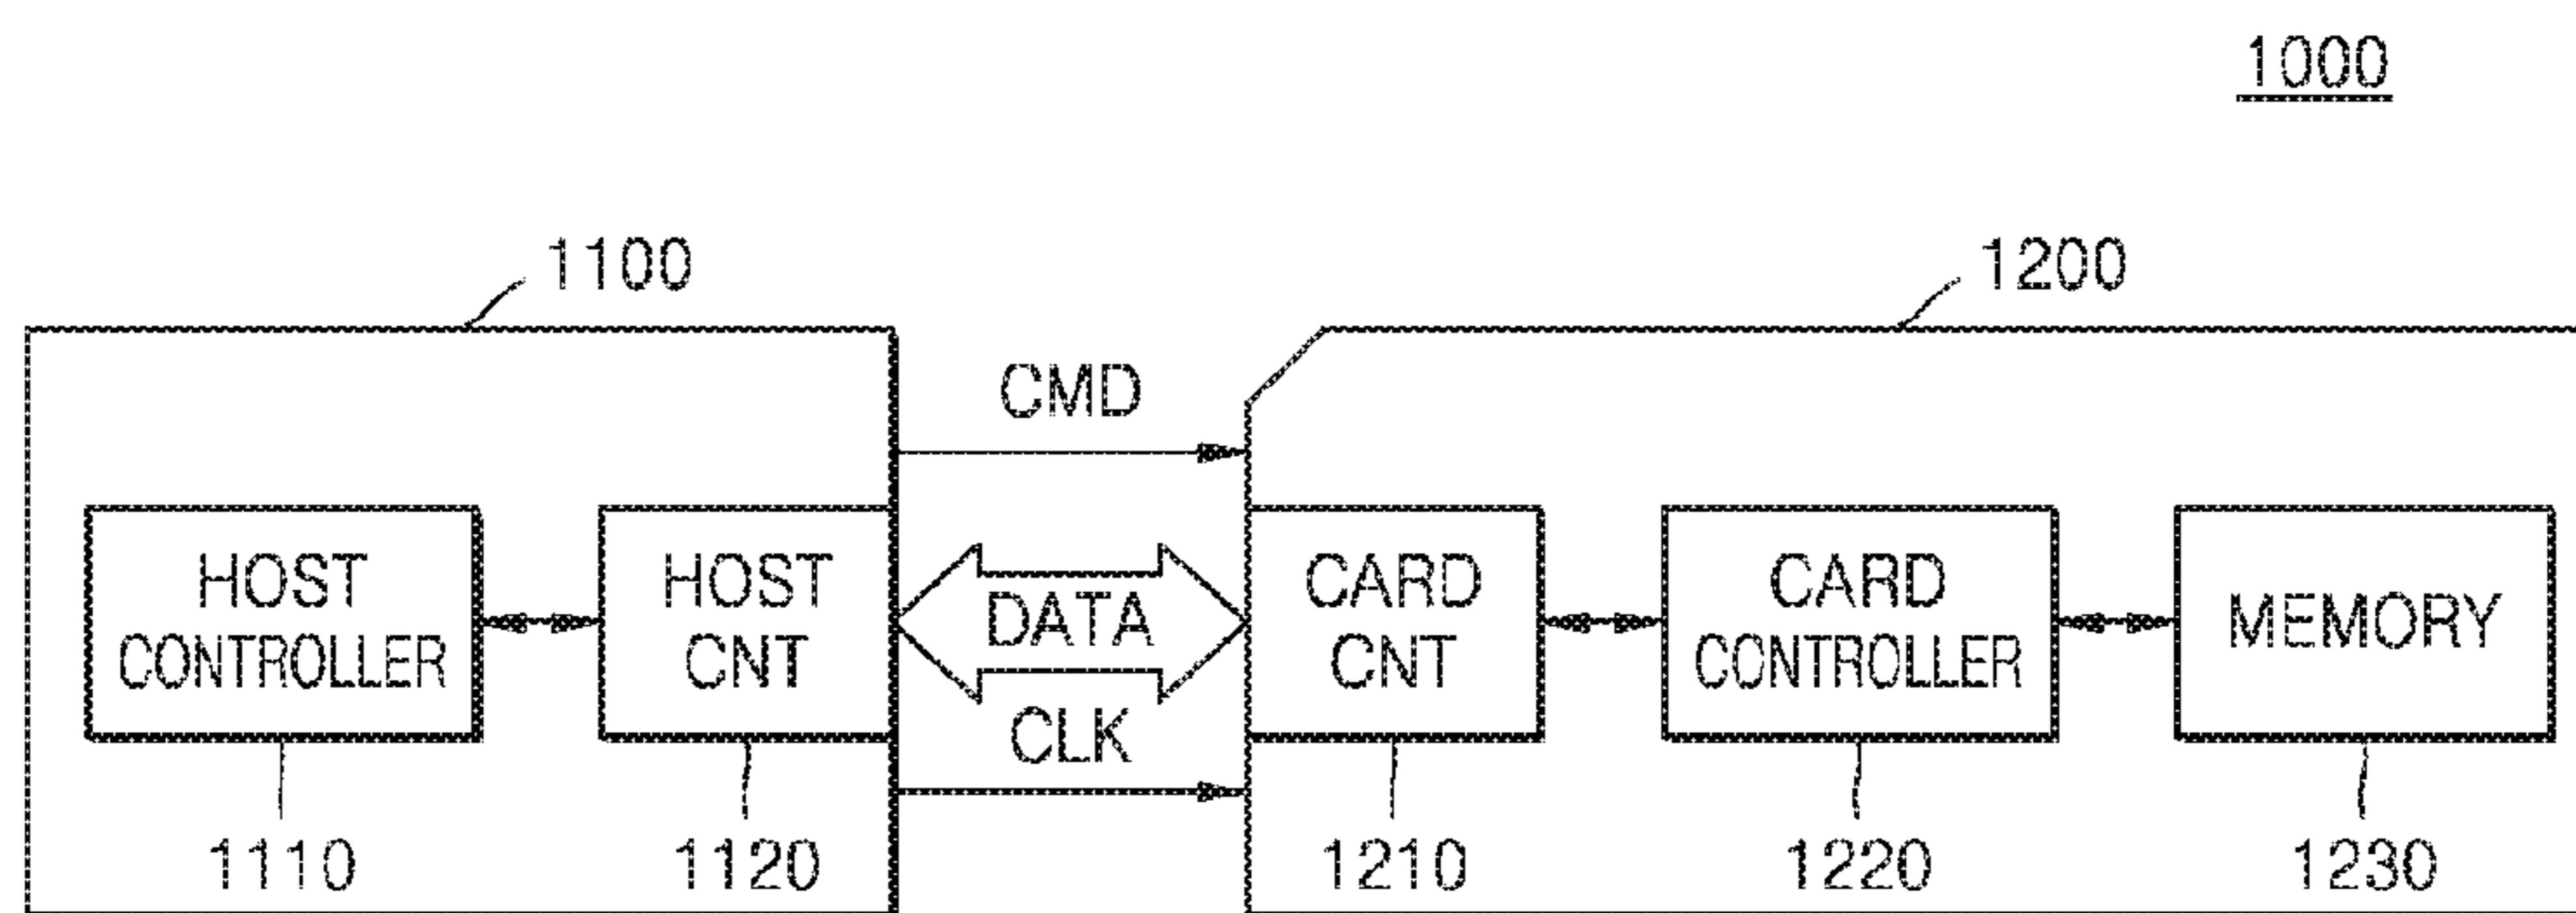 1000
1100
1200
CMD
HOST
CONTROLLER
HOST
CNT
DATA
CLK
CARD
CNT
CARD
CONTROLLER
MEMORY
1110
1120
1210
1220
1230